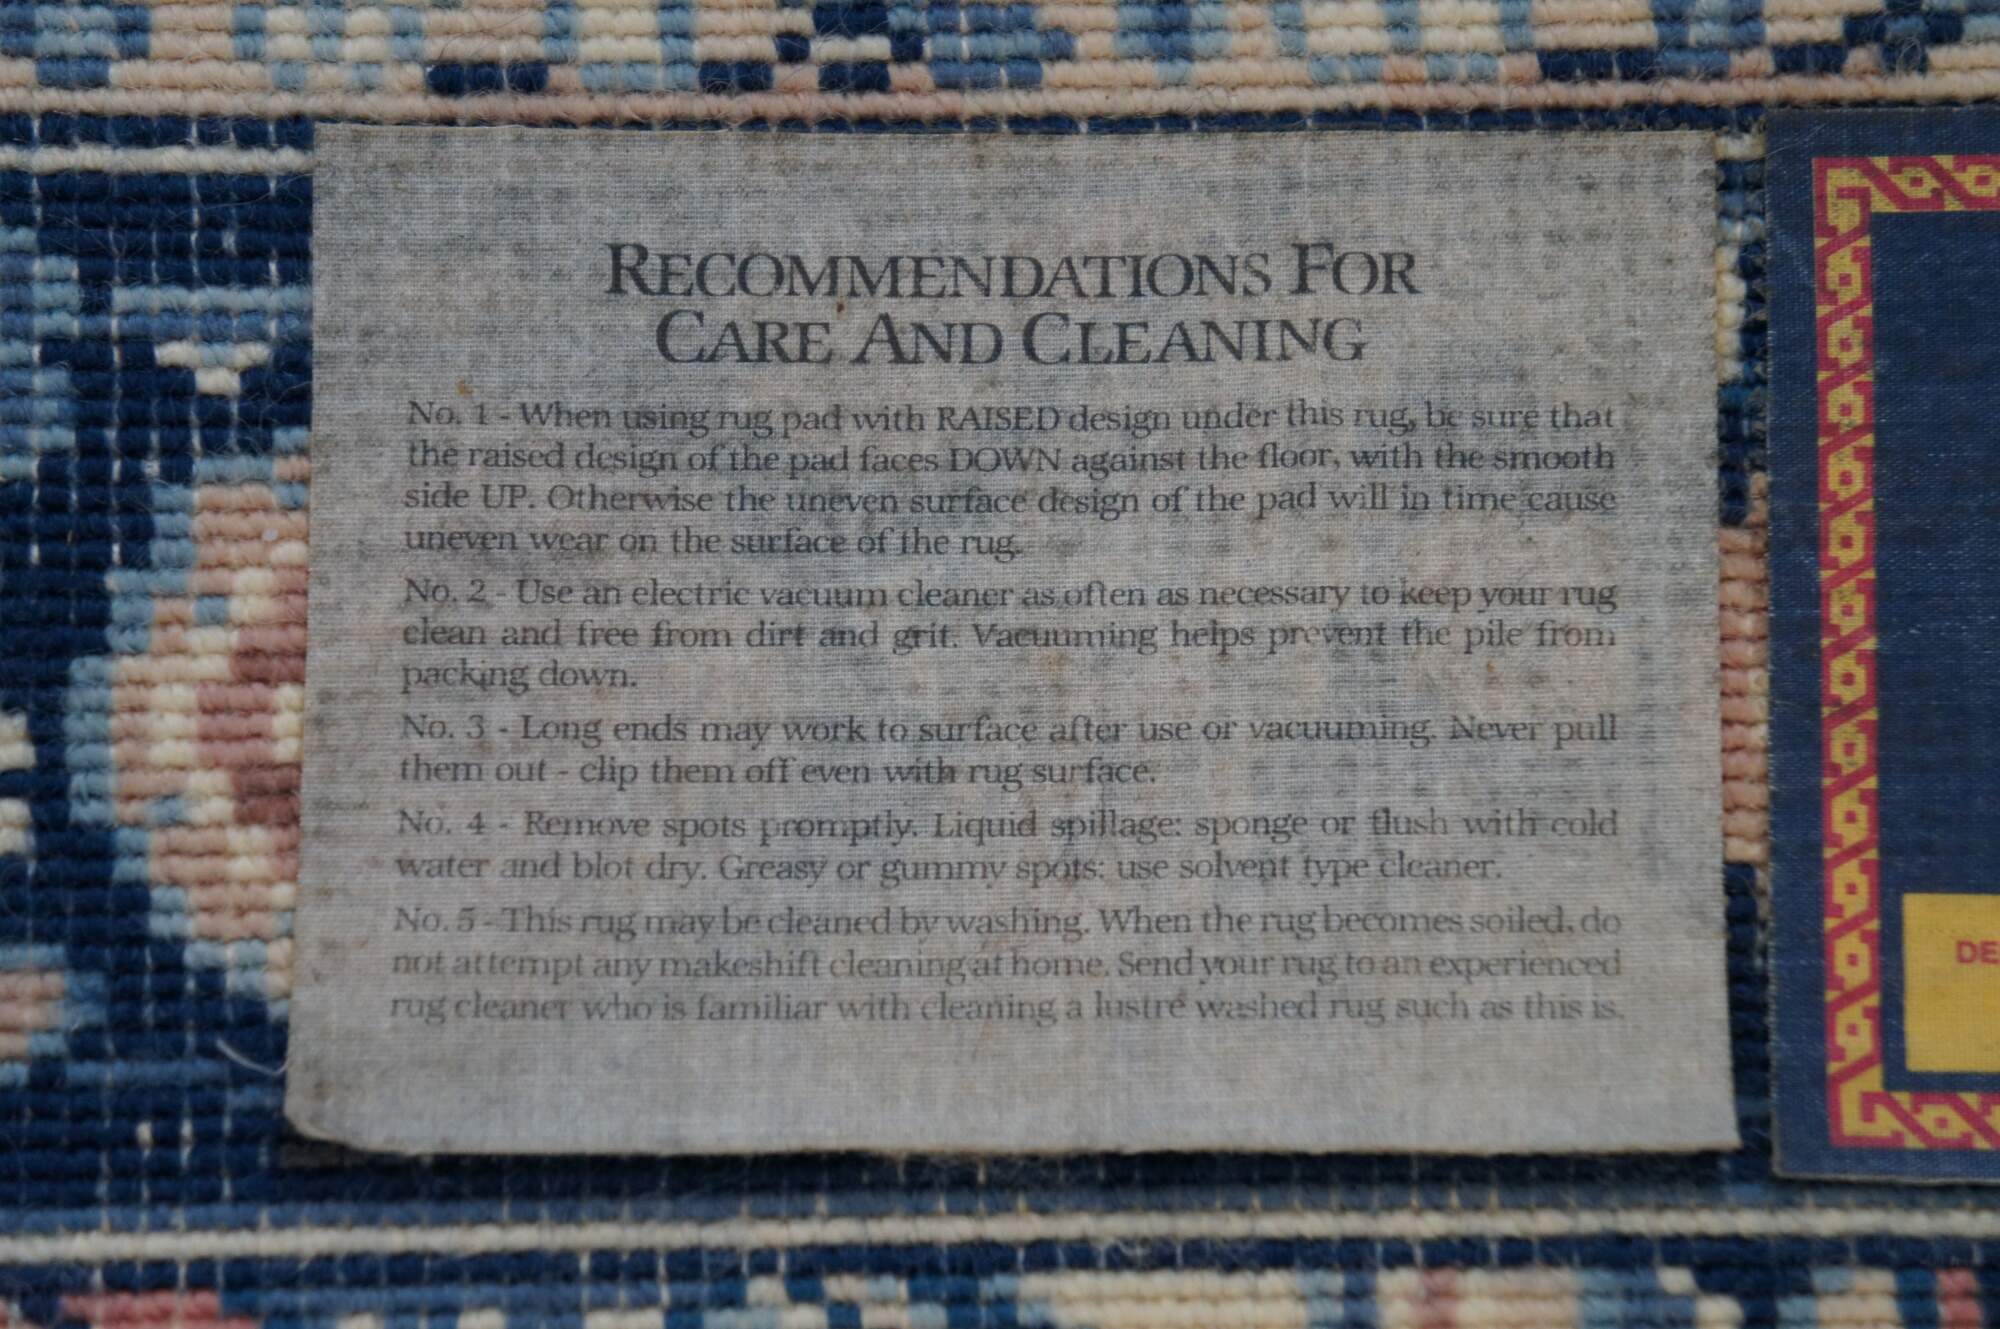 RECOMMENDATIONS FOR
CARE AND CLEANING
No. 1 - When using rug pad with RAISED design under this rug, be sure that
the raised design of the pad faces DOWN against the floor, with the smooth
side UP. Otherwise the uneven surface design of the pad will in time cause
uneven wear on the surface of the rug.
No. 2 - Use an electric vacuum cleaner as often as necessary to keep your rug
clean and free from dirt and grit. Vacuuming helps prevent the pile from
packing down.
No. 3 - Long ends may work to surface after use or vacuuming. Never pull
them out - clip them off even with rug surface.
No. 4 - Remove spots promptly. Liquid spillage: sponge or flush with cold
water and blot dry. Greasy or gummy spots: use solvent type cleaner.
No. 5 - This rug may be cleaned by washing. When the rug becomes soiled, do
not attempt any makeshift cleaning at home. Send your rug to an experienced
rug cleaner who is familiar with cleaning a lustre washed rug such as this is.
DE